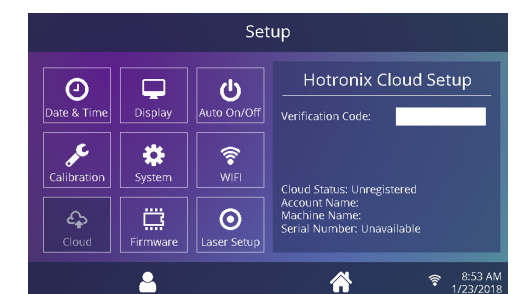 Setup
Date & Time
Display
Auto On/Off
Calibration
System
WIFI
Cloud
Firmware
Laser Setup
Hotronix Cloud Setup
Verification Code:
Cloud Status: Unregistered
Account Name:
Machine Name:
Serial Number: Unavailable
8:53 AM
1/23/2018